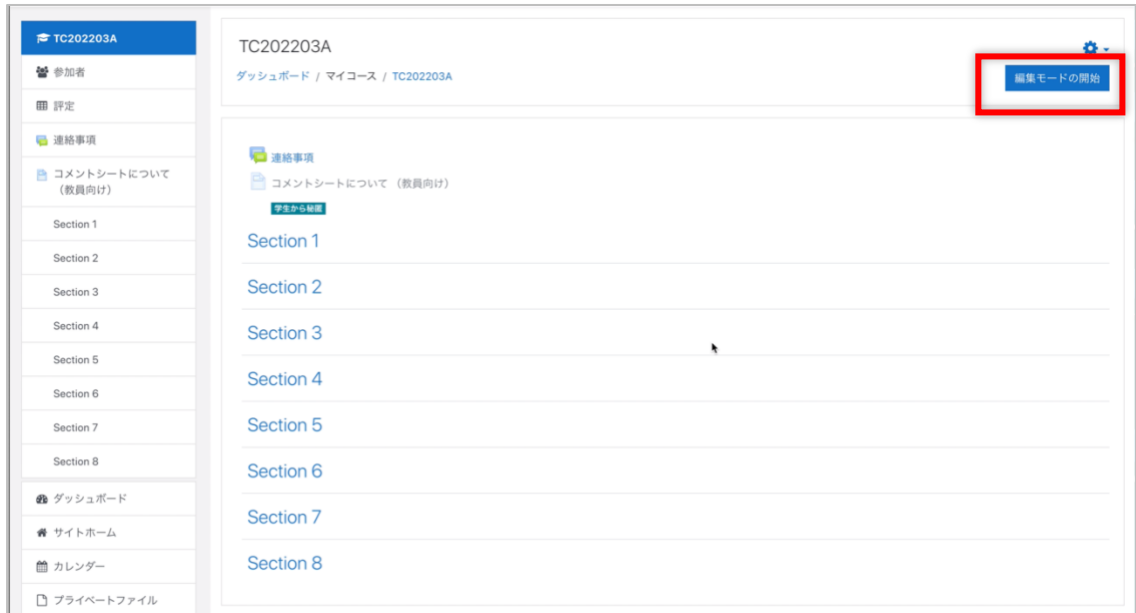 TC202203A
参加者
評定
連絡事項
コメントシートについて
（教員向け）
Section 1
Section 2
Section 3
Section 4
Section 5
Section 6
Section 7
Section 8
ダッシュボード
サイトホーム
カレンダー
プライベートファイル
TC202203A
ダッシュボード / マイコース / TC202203A
編集モードの開始
連絡事項
コメントシートについて （教員向け）
学生から秘匿
Section 1
Section 2
Section 3
Section 4
Section 5
Section 6
Section 7
Section 8